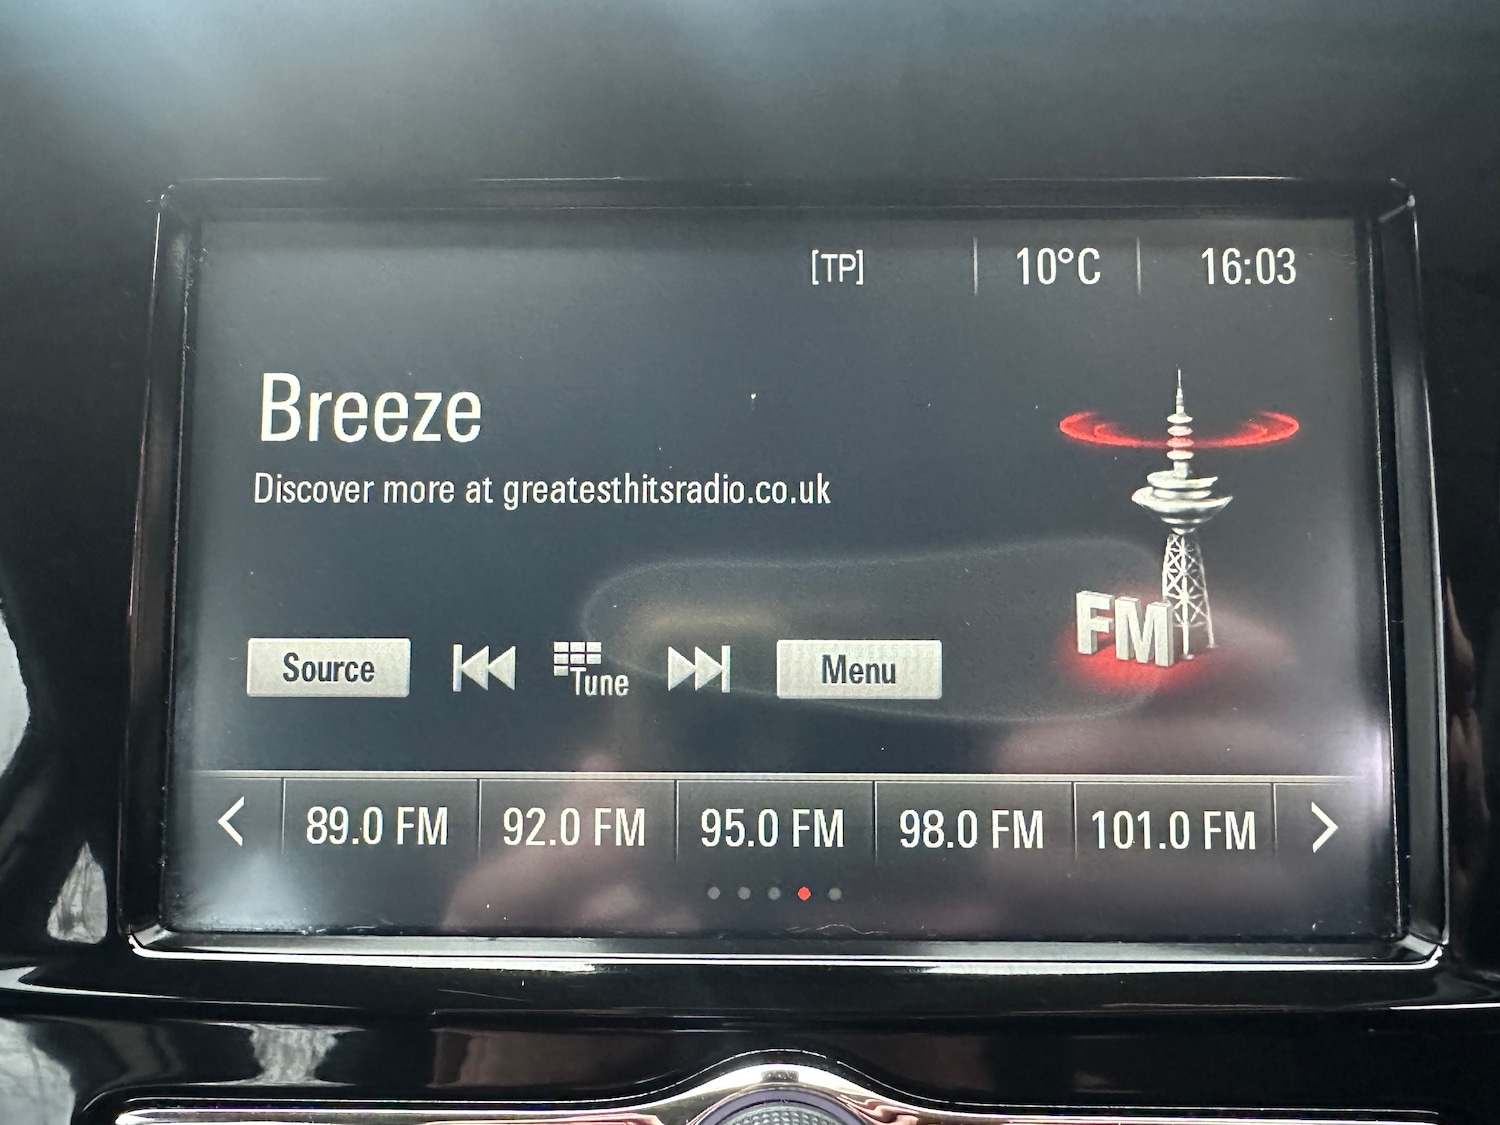 [TP] 10°C 16:03
Breeze
Discover more at greatesthitsradio.co.uk
FM
Source Tune Menu
89.0 FM 92.0 FM 95.0 FM 98.0 FM 101.0 FM